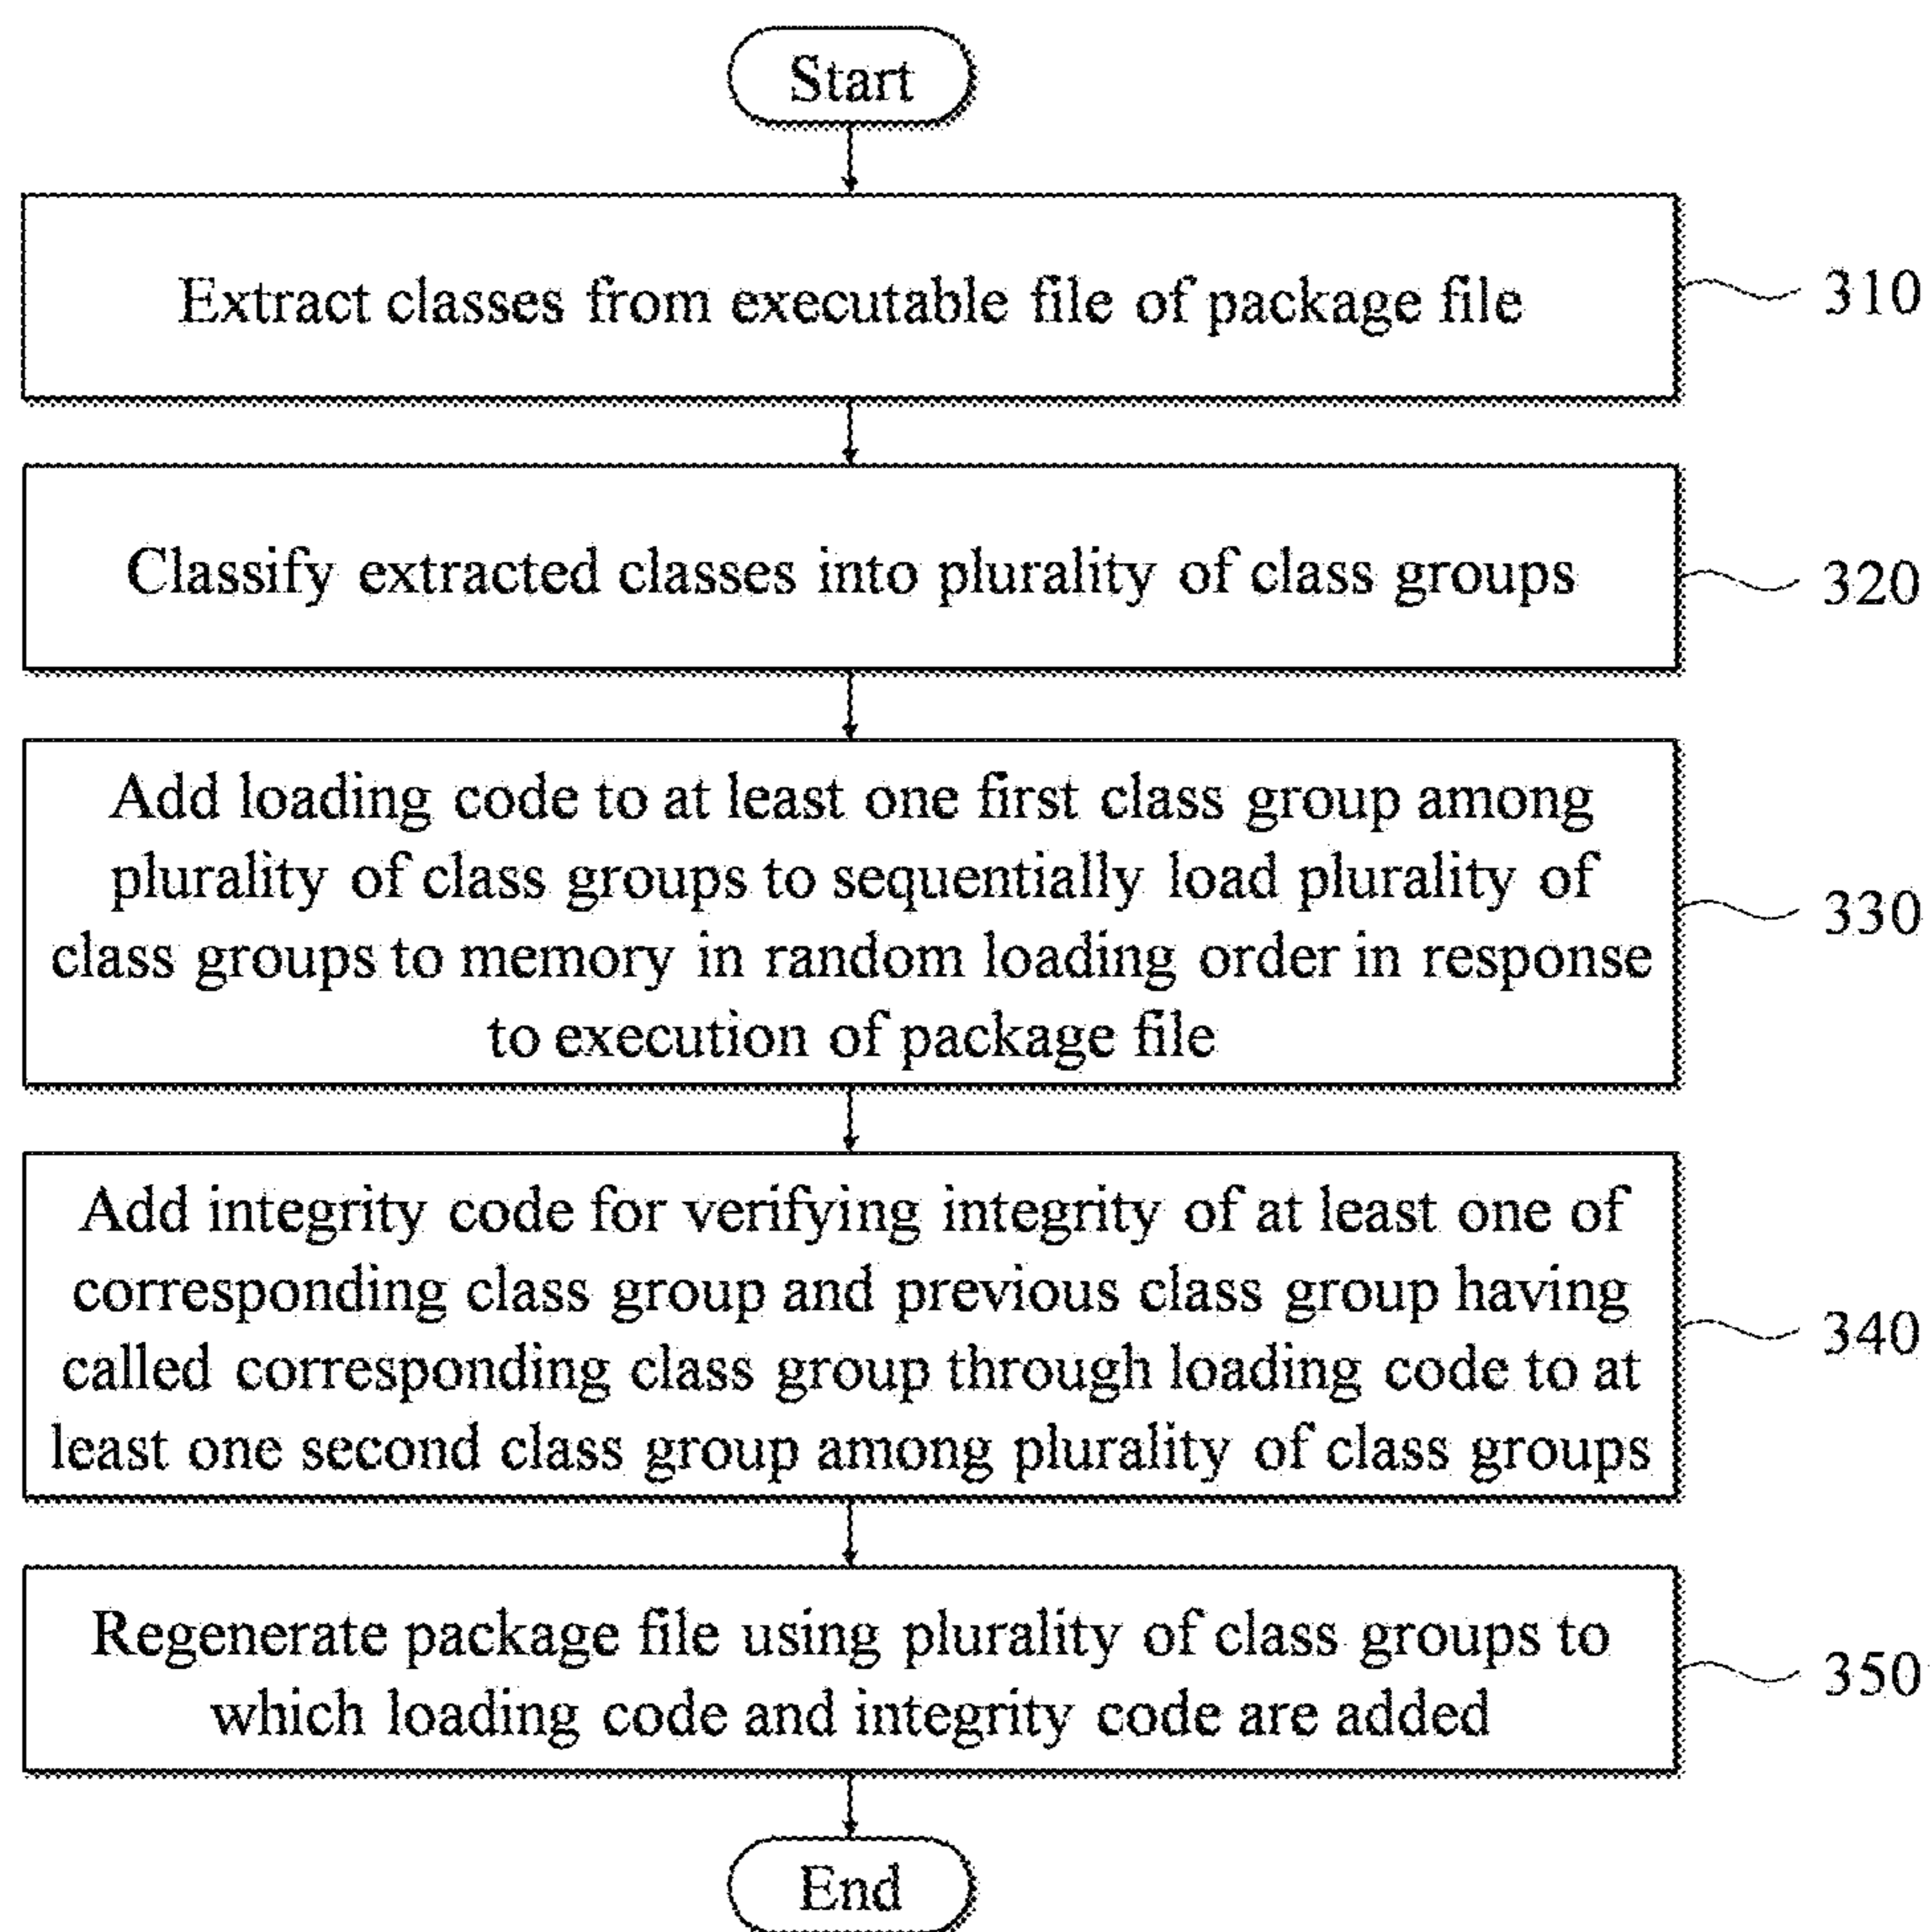 Start
Extract classes from executable file of package file
310
Classify extracted classes into plurality of class groups
320
Add loading code to at least one first class group among
plurality of class groups to sequentially load plurality of
class groups to memory in random loading order in response
to execution of package file
330
Add integrity code for verifying integrity of at least one of
corresponding class group and previous class group having
called corresponding class group through loading code to at
least one second class group among plurality of class groups
340
Regenerate package file using plurality of class groups to
which loading code and integrity code are added
350
End